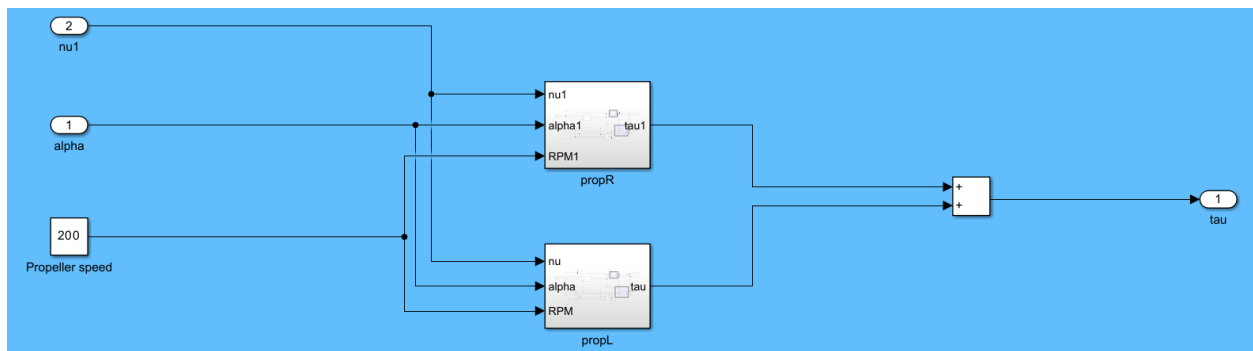 2
nu1
1
alpha
200
Propeller speed
nu1
alpha1
RPM1
tau1
propR
nu
alpha
RPM
tau
propL
+
+
1
tau